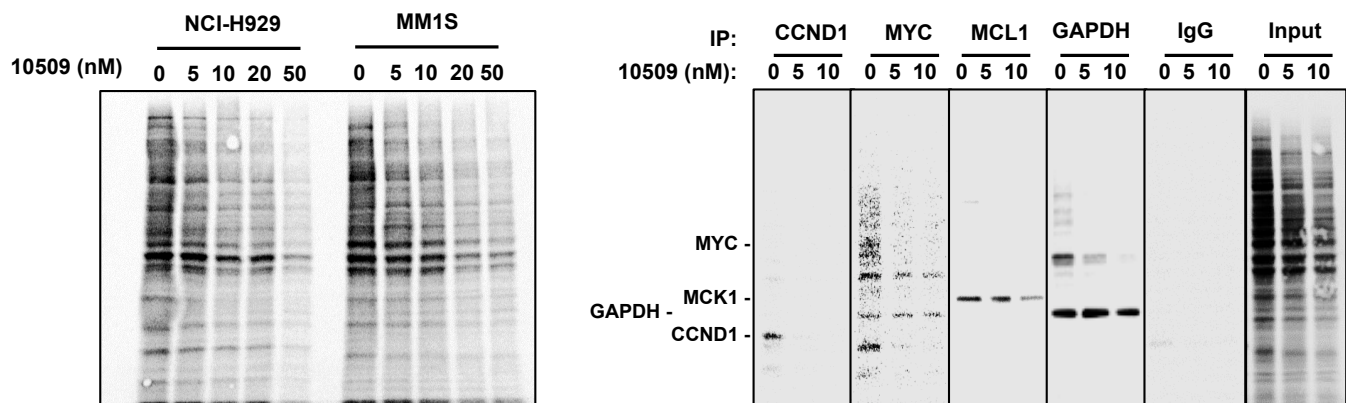 NCI-H929 MM1S
10509 (nM) 0 5 10 20 50 0 5 10 20 50
IP: CCND1 MYC MCL1 GAPDH IgG Input
10509 (nM): 0 5 10 0 5 10 0 5 10 0 5 10 0 5 10 0 5 10
MYC -
MCK1 -
GAPDH -
CCND1 -